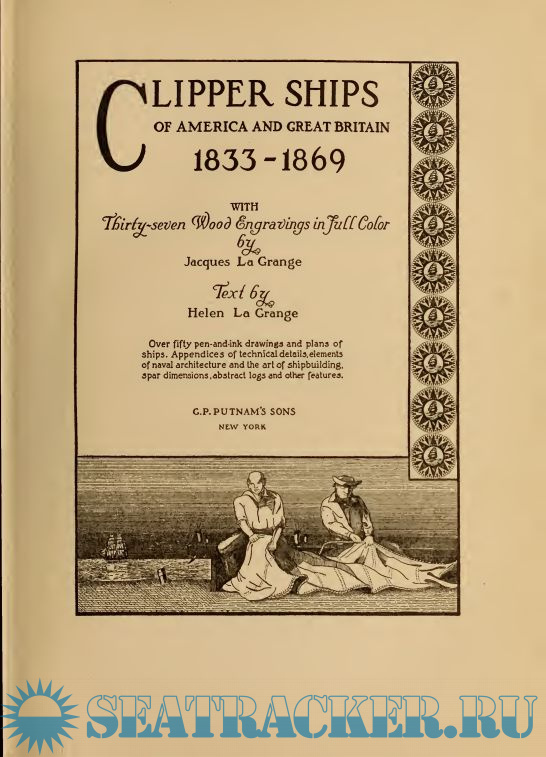 CLIPPER SHIPS
OF AMERICA AND GREAT BRITAIN
1833-1869
WITH
Thirty-seven Wood Engravings in Full Color
by
Jacques La Grange
Text by
Helen La Grange
Over fifty pen-and-ink drawings and plans of
ships. Appendices of technical details, elements
of naval architecture and the art of shipbuilding,
spar dimensions, abstract logs and other features.
G.P. PUTNAM'S SONS
NEW YORK
SEATRACKER.RU